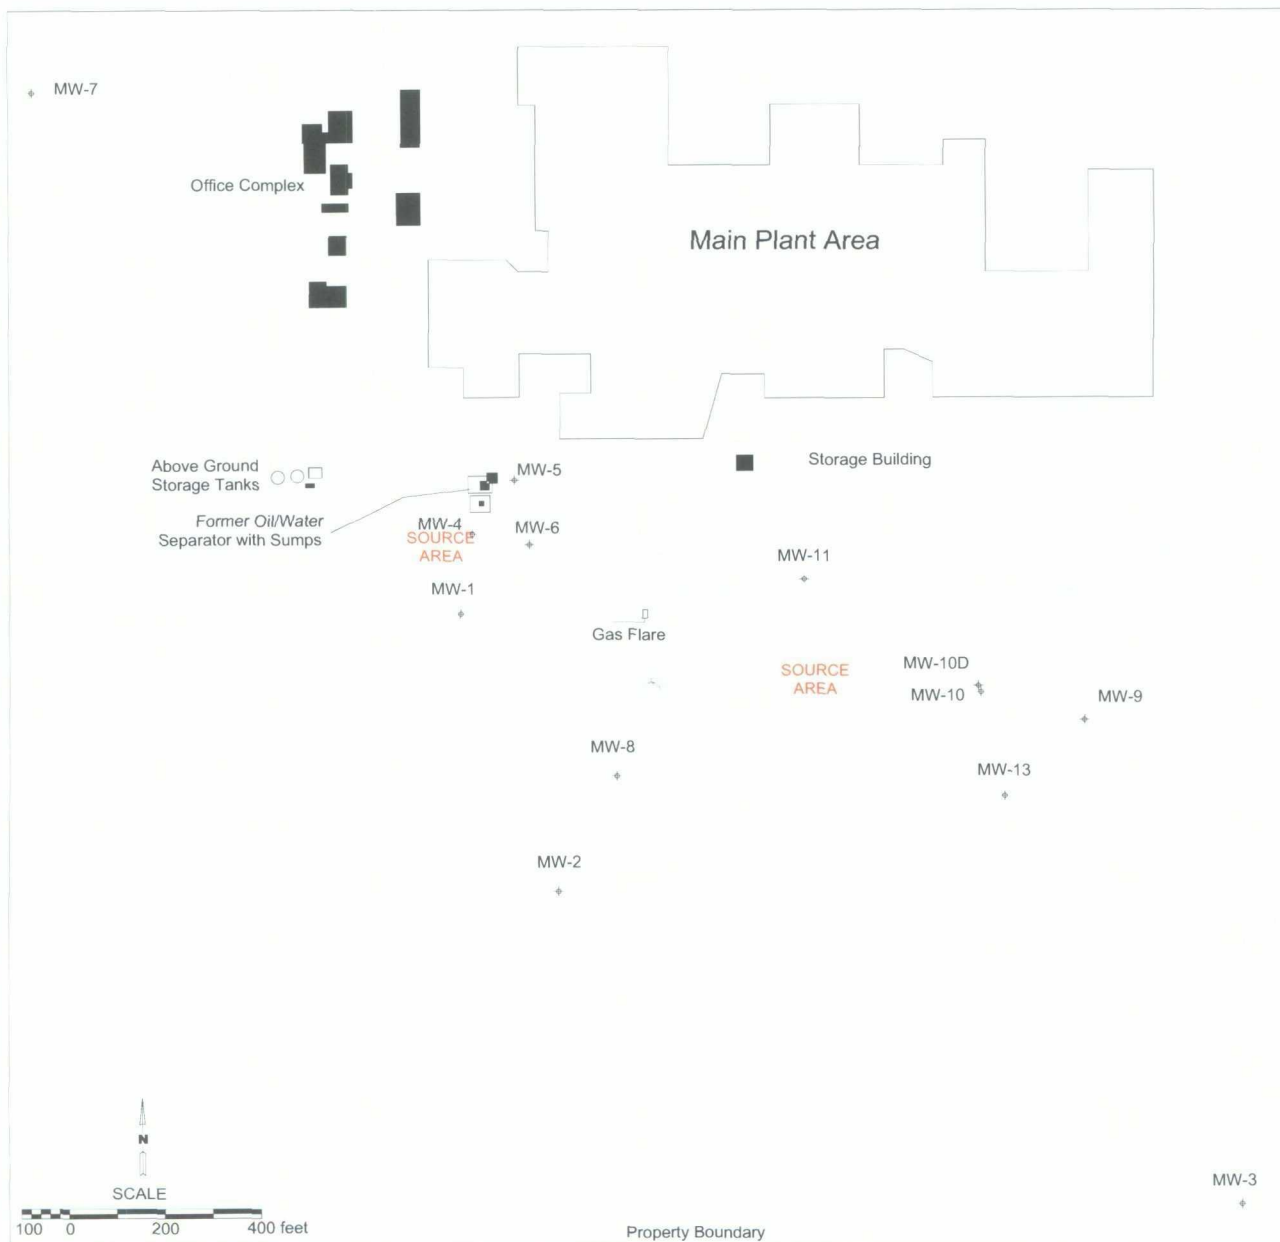 MW-7
Office Complex
Main Plant Area
Above Ground
Storage Tanks
Storage Building
MW-5
Former Oil/Water
Separator with Sumps
MW-4
SOURCE
AREA
MW-6
MW-11
MW-1
Gas Flare
SOURCE
AREA
MW-10D
MW-10
MW-9
MW-8
MW-13
MW-2
N
SCALE
100 0 200 400 feet
MW-3
Property Boundary